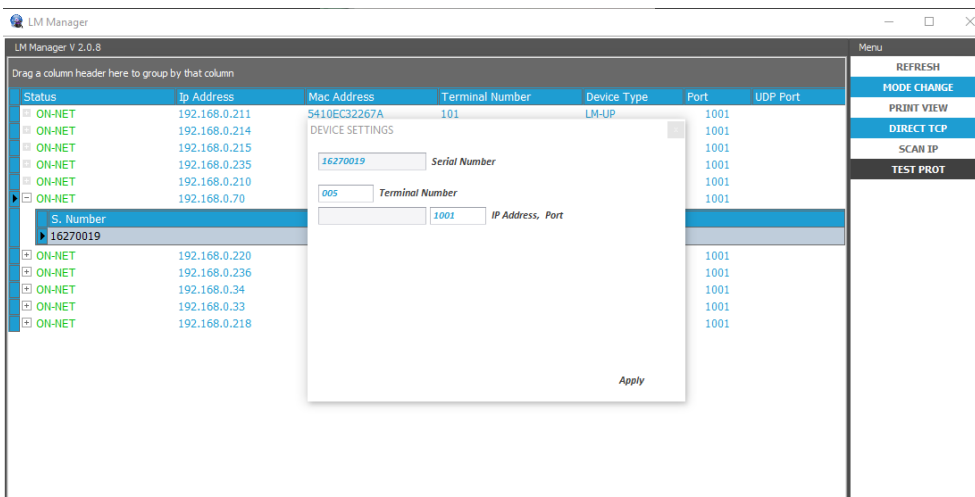 LM Manager
LM Manager V 2.0.8
Menu
Drag a column header here to group by that column
REFRESH
MODE CHANGE
PRINT VIEW
DIRECT TCP
SCAN IP
TEST PROT
Status Ip Address Mac Address Terminal Number Device Type Port UDP Port
ON-NET 192.168.0.211 5410EC32267A 101 LM-UP 1001
ON-NET 192.168.0.214 1001
ON-NET 192.168.0.215 1001
ON-NET 192.168.0.235 1001
ON-NET 192.168.0.210 1001
ON-NET 192.168.0.70 1001
S. Number
16270019
ON-NET 192.168.0.220 1001
ON-NET 192.168.0.236 1001
ON-NET 192.168.0.34 1001
ON-NET 192.168.0.33 1001
ON-NET 192.168.0.218 1001
DEVICE SETTINGS
16270019 Serial Number
005 Terminal Number
1001 IP Address, Port
Apply